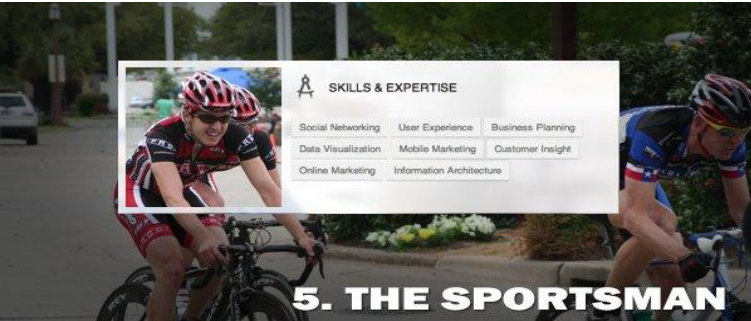 SKILLS & EXPERTISE
Social Networking User Experience Business Planning
Data Visualization Mobile Marketing Customer Insight
Online Marketing Information Architecture
5. THE SPORTSMAN